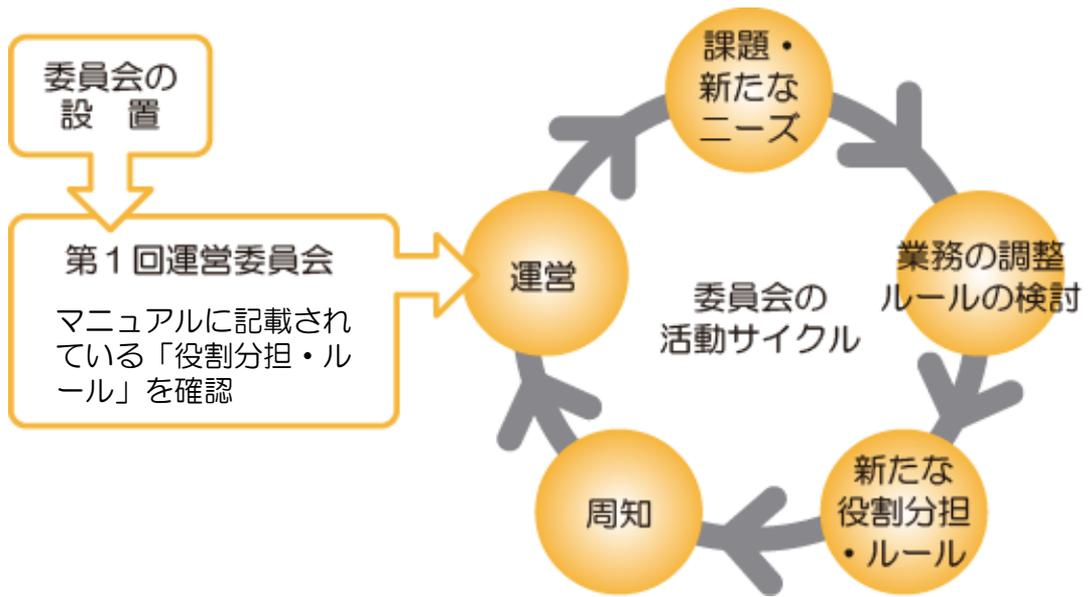 委員会の
設　置
第１回運営委員会
マニュアルに記載され
ている「役割分担・ル
ール」を確認
運営
課題・
新たな
ニーズ
業務の調整
ルールの検討
新たな
役割分担
・ルール
周知
委員会の
活動サイクル